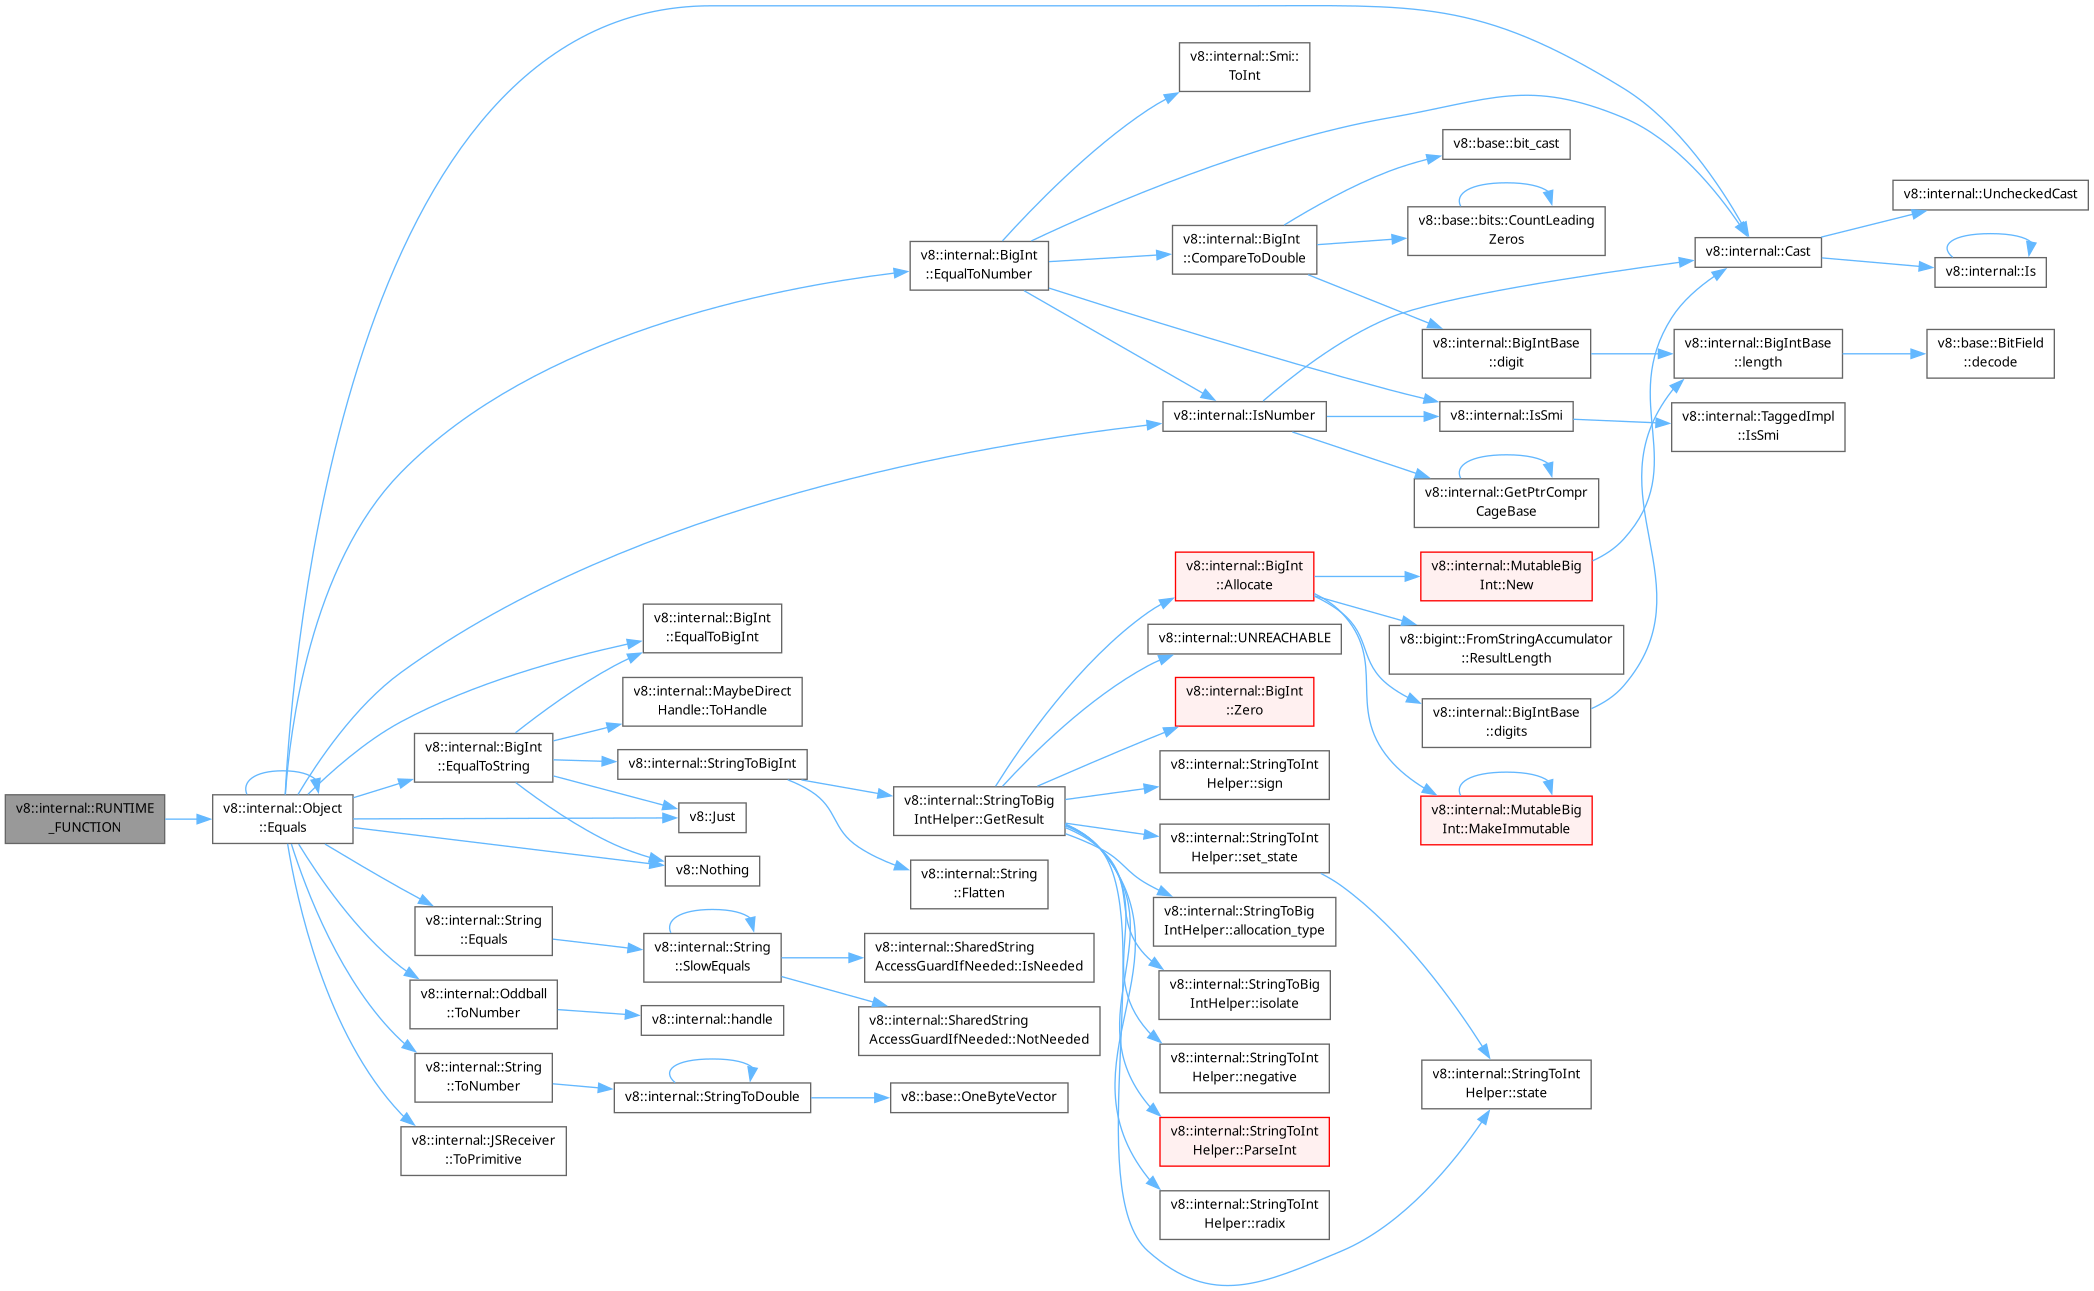 v8::internal::RUNTIME
_FUNCTION
v8::internal::Object
::Equals
v8::internal::BigInt
::EqualToNumber
v8::internal::Smi::
ToInt
v8::internal::BigInt
::CompareToDouble
v8::base::bit_cast
v8::base::bits::CountLeading
Zeros
v8::internal::BigIntBase
::digit
v8::internal::IsNumber
v8::internal::IsSmi
v8::internal::GetPtrCompr
CageBase
v8::internal::Cast
v8::internal::UncheckedCast
v8::internal::Is
v8::internal::BigIntBase
::length
v8::base::BitField
::decode
v8::internal::TaggedImpl
::IsSmi
v8::internal::BigInt
::EqualToBigInt
v8::internal::BigInt
::EqualToString
v8::internal::MaybeDirect
Handle::ToHandle
v8::internal::StringToBigInt
v8::Just
v8::Nothing
v8::internal::StringToBig
IntHelper::GetResult
v8::internal::String
::Flatten
v8::internal::BigInt
::Allocate
v8::internal::MutableBig
Int::New
v8::bigint::FromStringAccumulator
::ResultLength
v8::internal::BigIntBase
::digits
v8::internal::MutableBig
Int::MakeImmutable
v8::internal::UNREACHABLE
v8::internal::BigInt
::Zero
v8::internal::StringToInt
Helper::sign
v8::internal::StringToInt
Helper::set_state
v8::internal::StringToBig
IntHelper::allocation_type
v8::internal::StringToBig
IntHelper::isolate
v8::internal::StringToInt
Helper::negative
v8::internal::StringToInt
Helper::ParseInt
v8::internal::StringToInt
Helper::radix
v8::internal::StringToInt
Helper::state
v8::internal::String
::Equals
v8::internal::String
::SlowEquals
v8::internal::SharedString
AccessGuardIfNeeded::IsNeeded
v8::internal::SharedString
AccessGuardIfNeeded::NotNeeded
v8::internal::Oddball
::ToNumber
v8::internal::handle
v8::internal::String
::ToNumber
v8::internal::StringToDouble
v8::base::OneByteVector
v8::internal::JSReceiver
::ToPrimitive